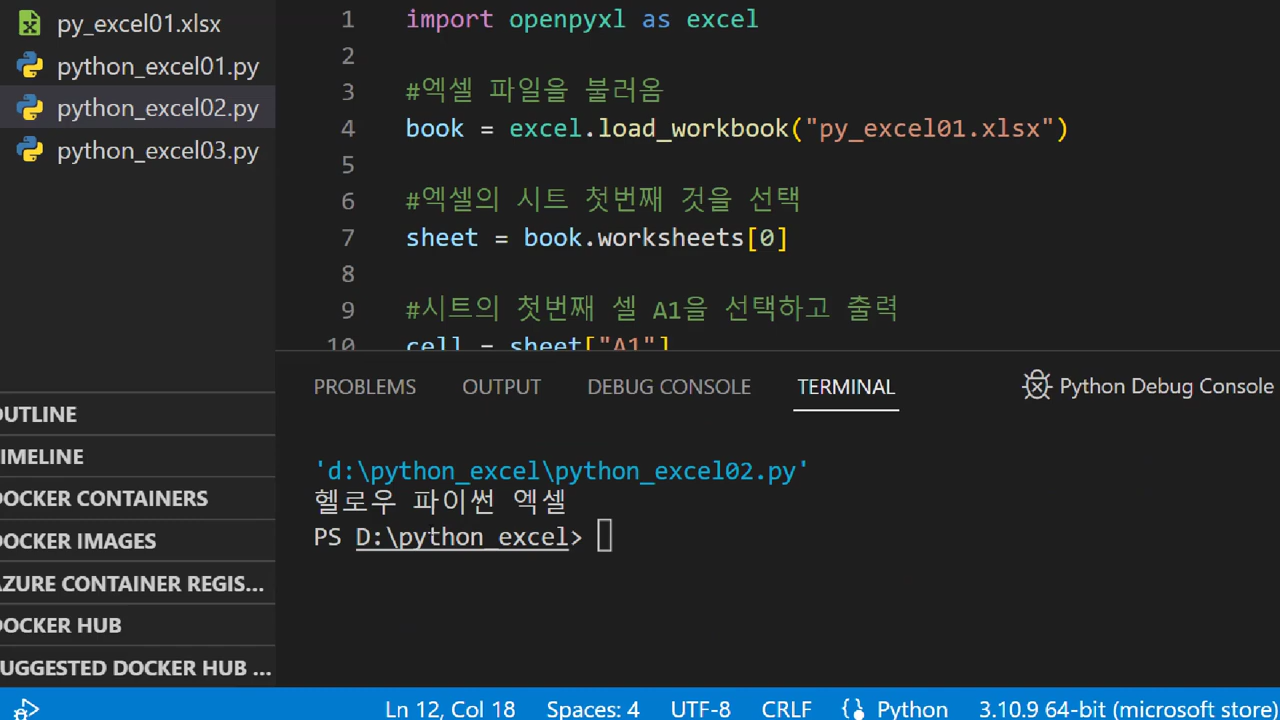 py_excel01.xlsx
python_excel01.py
python_excel02.py
python_excel03.py
OUTLINE
TIMELINE
DOCKER CONTAINERS
DOCKER IMAGES
AZURE CONTAINER REGIS...
DOCKER HUB
SUGGESTED DOCKER HUB ...
1 import openpyxl as excel
2
3 #엑셀 파일을 불러옴
4 book = excel.load_workbook("py_excel01.xlsx")
5
6 #엑셀의 시트 첫번째 것을 선택
7 sheet = book.worksheets[0]
8
9 #시트의 첫번째 셀 A1을 선택하고 출력
10 cell = sheet["A1"]
PROBLEMS OUTPUT DEBUG CONSOLE TERMINAL Python Debug Console
'd:\python_excel\python_excel02.py'
헬로우 파이썬 엑셀
PS D:\python_excel>
Ln 12, Col 18 Spaces: 4 UTF-8 CRLF Python 3.10.9 64-bit (microsoft store)